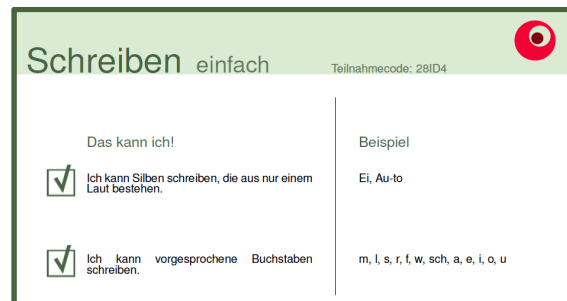 Schreiben einfach
Teilnahmecode: 28ID4
Das kann ich!
Beispiel
Ich kann Silben schreiben, die aus nur einem
Laut bestehen.
Ei, Au-to
Ich kann vorgesprochene Buchstaben
schreiben.
m, l, s, r, f, w, sch, a, e, i, o, u